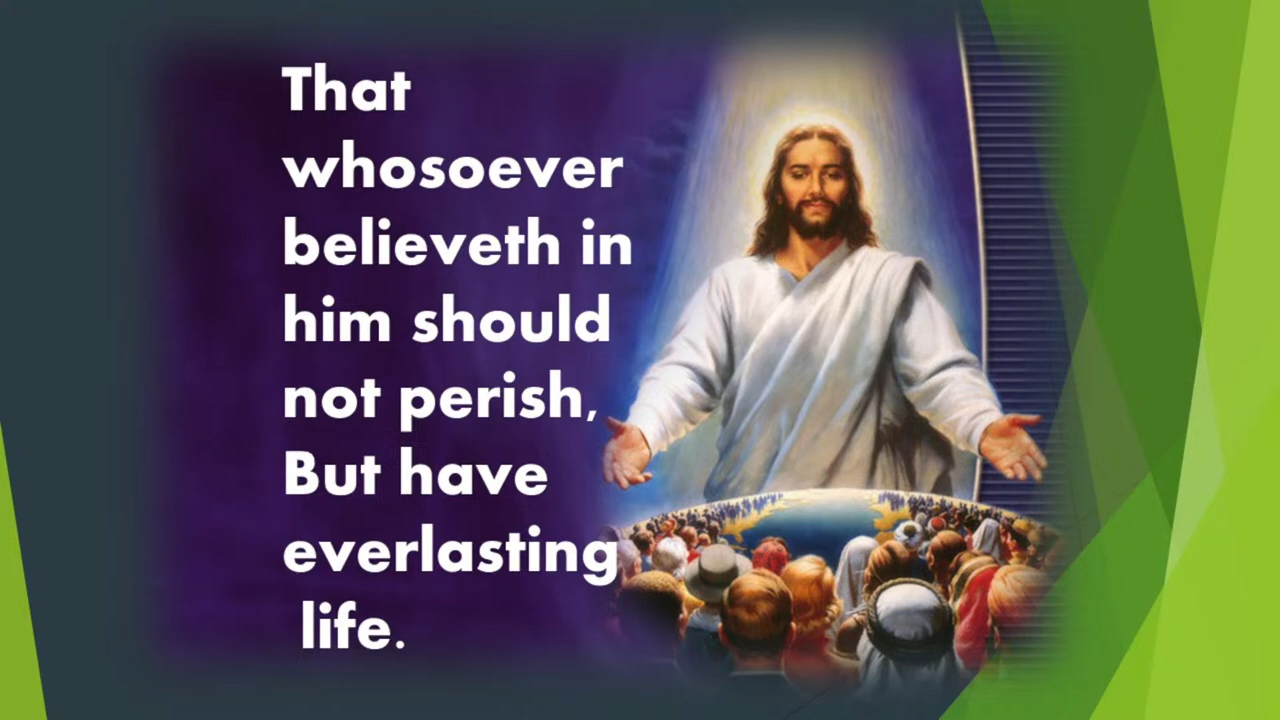 That
whosoever
believeth in
him should
not perish,
But have
everlasting
life.